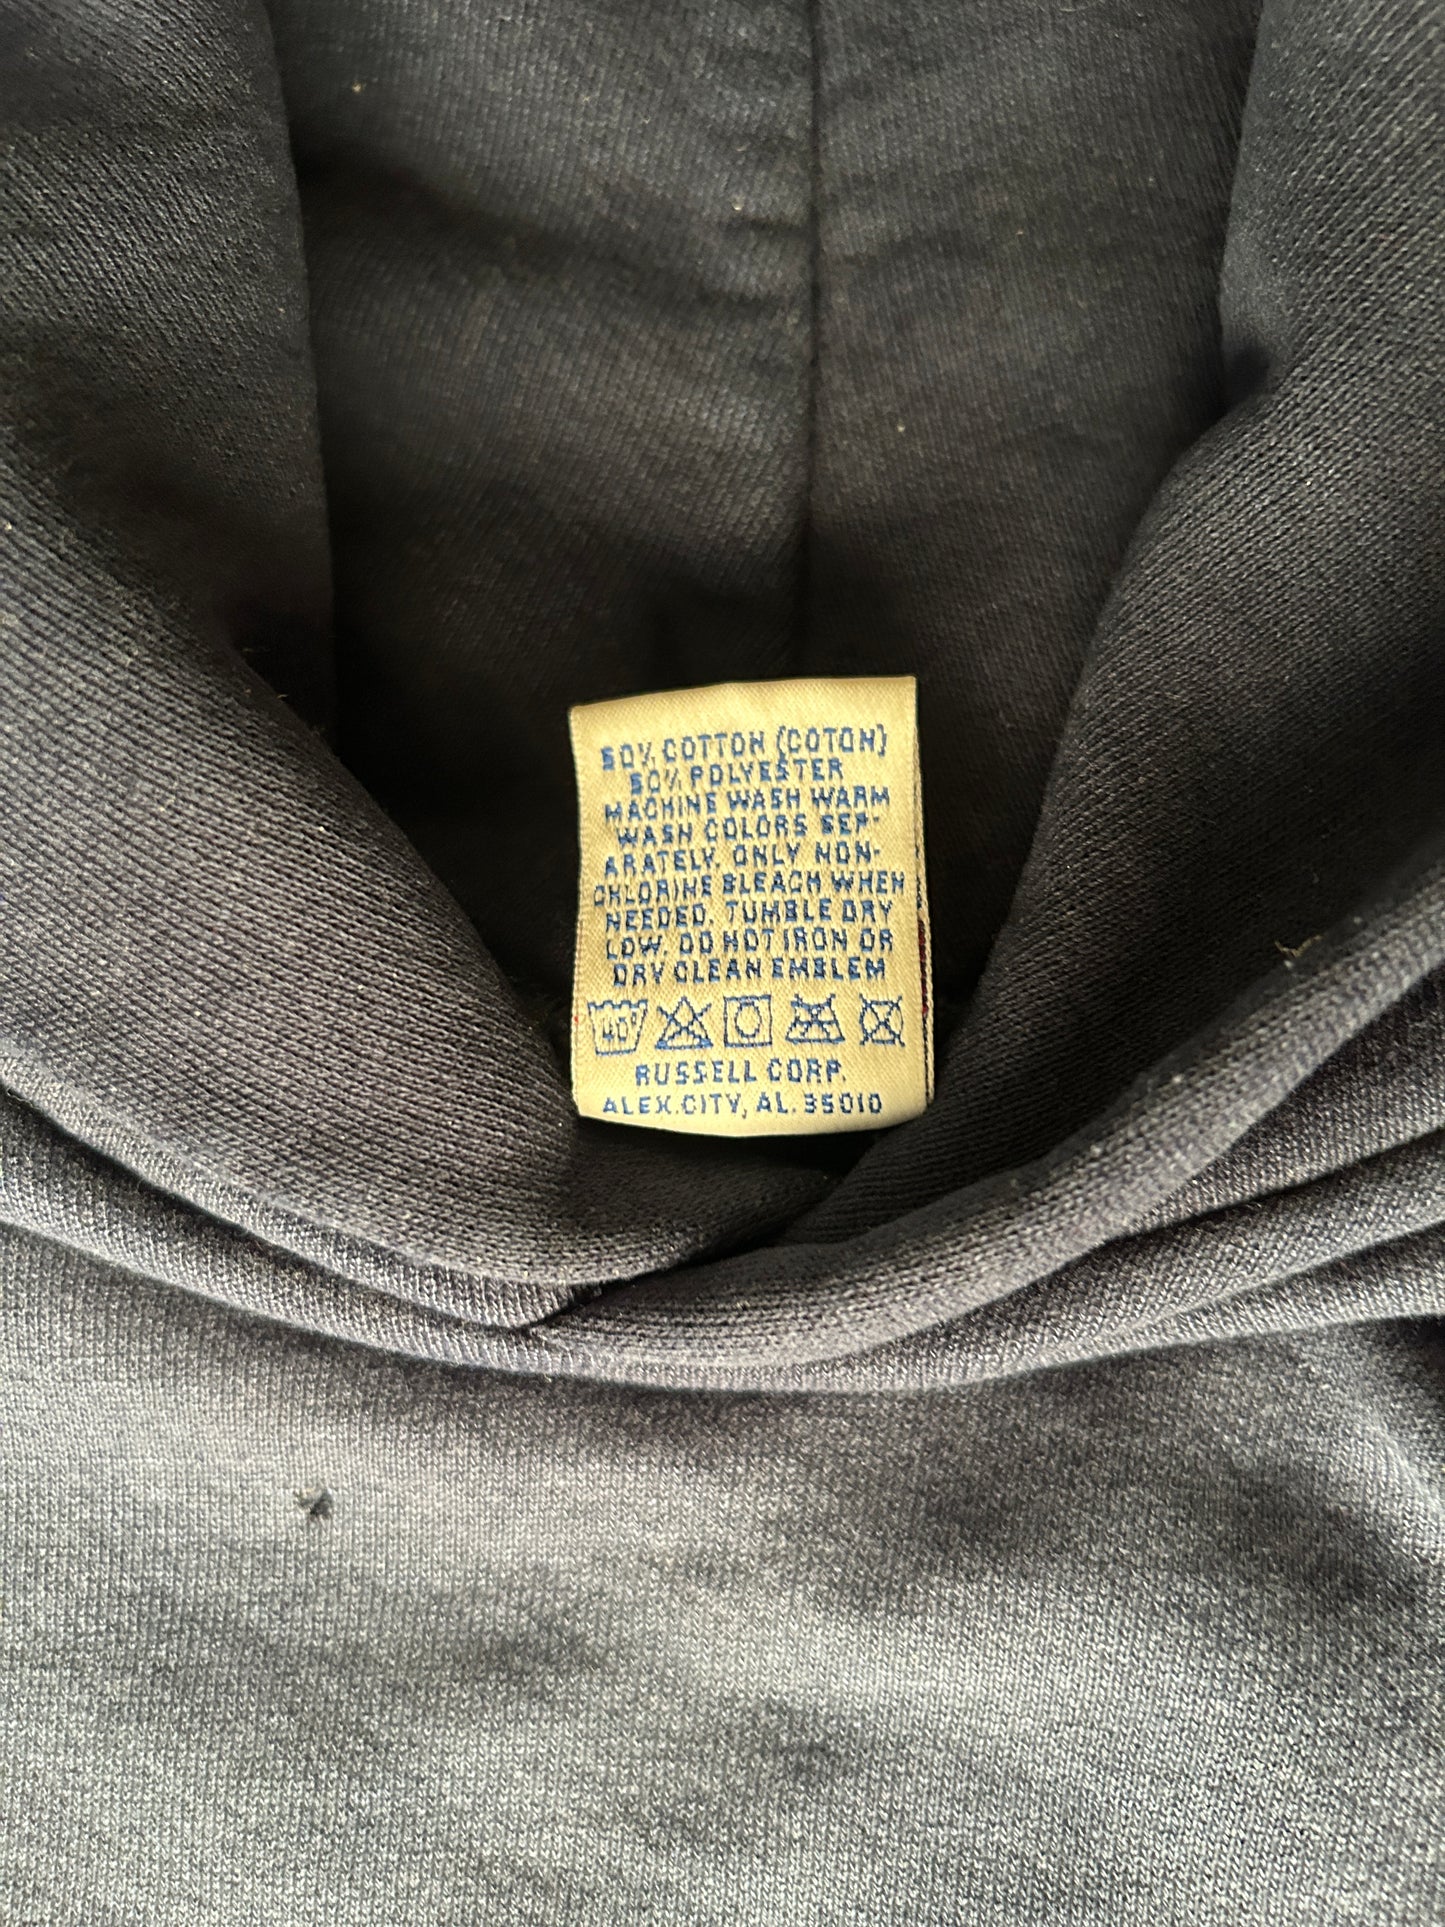 50% COTTON (COTON)
50% POLYESTER
MACHINE WASH WARM
WASH COLORS SEP-
ARATELY. ONLY NON-
CHLORINE BLEACH WHEN
NEEDED. TUMBLE DRY
LOW. DO NOT IRON OR
DRY CLEAN EMBLEM
40°
RUSSELL CORP.
ALEX.CITY, AL. 35010